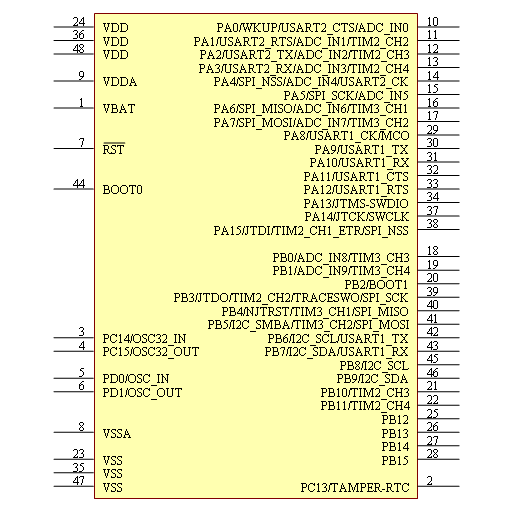 24 VDD PA0/WKUP/USART2_CTS/ADC_IN0 10
36 VDD PA1/USART2_RTS/ADC_IN1/TIM2_CH2 11
48 VDD PA2/USART2_TX/ADC_IN2/TIM2_CH3 12
PA3/USART2_RX/ADC_IN3/TIM2_CH4 13
9 VDDA PA4/SPI_NSS/ADC_IN4/USART2_CK 14
PA5/SPI_SCK/ADC_IN5 15
1 VBAT PA6/SPI_MISO/ADC_IN6/TIM3_CH1 16
PA7/SPI_MOSI/ADC_IN7/TIM3_CH2 17
PA8/USART1_CK/MCO 29
7 RST PA9/USART1_TX 30
PA10/USART1_RX 31
PA11/USART1_CTS 32
44 BOOT0 PA12/USART1_RTS 33
PA13/JTMS-SWDIO 34
PA14/JTCK/SWCLK 37
PA15/JTDI/TIM2_CH1_ETR/SPI_NSS 38
PB0/ADC_IN8/TIM3_CH3 18
PB1/ADC_IN9/TIM3_CH4 19
PB2/BOOT1 20
PB3/JTDO/TIM2_CH2/TRACESWO/SPI_SCK 39
PB4/NJTRST/TIM3_CH1/SPI_MISO 40
PB5/I2C_SMBA/TIM3_CH2/SPI_MOSI 41
3 PC14/OSC32_IN PB6/I2C_SCL/USART1_TX 42
4 PC15/OSC32_OUT PB7/I2C_SDA/USART1_RX 43
PB8/I2C_SCL 45
5 PD0/OSC_IN PB9/I2C_SDA 46
6 PD1/OSC_OUT PB10/TIM2_CH3 21
PB11/TIM2_CH4 22
PB12 25
8 VSSA PB13 26
PB14 27
23 VSS PB15 28
35 VSS
47 VSS PC13/TAMPER-RTC 2